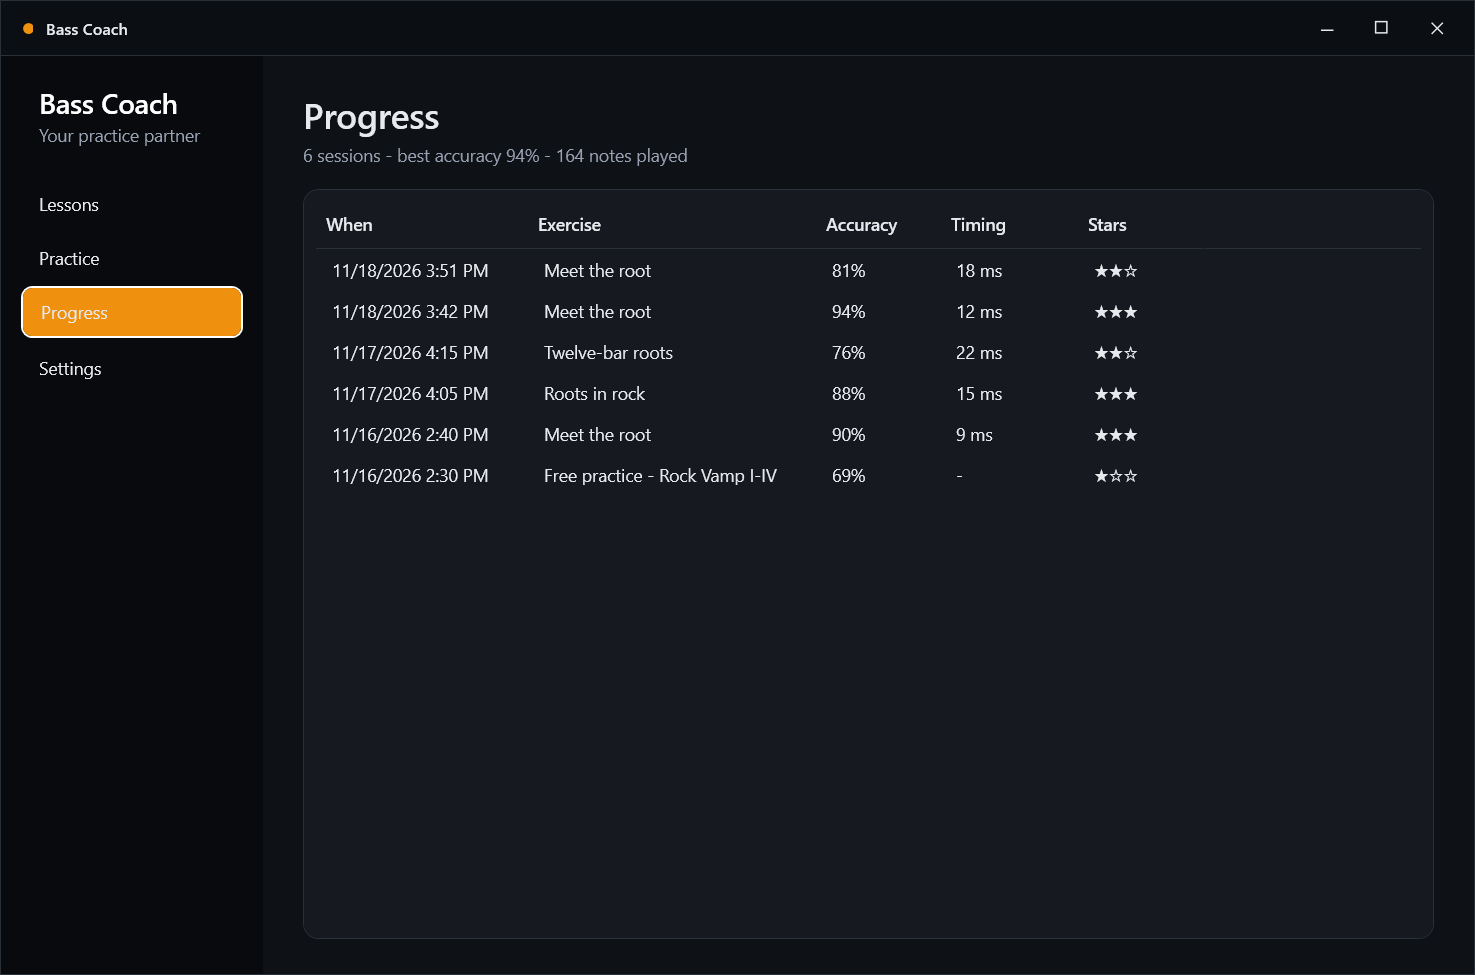 Bass Coach
Bass Coach
Your practice partner
Lessons
Practice
Progress
Settings
Progress
6 sessions - best accuracy 94% - 164 notes played
When Exercise Accuracy Timing Stars
11/18/2026 3:51 PM Meet the root 81% 18 ms ★★☆
11/18/2026 3:42 PM Meet the root 94% 12 ms ★★★
11/17/2026 4:15 PM Twelve-bar roots 76% 22 ms ★★☆
11/17/2026 4:05 PM Roots in rock 88% 15 ms ★★★
11/16/2026 2:40 PM Meet the root 90% 9 ms ★★★
11/16/2026 2:30 PM Free practice - Rock Vamp I-IV 69% - ★☆☆